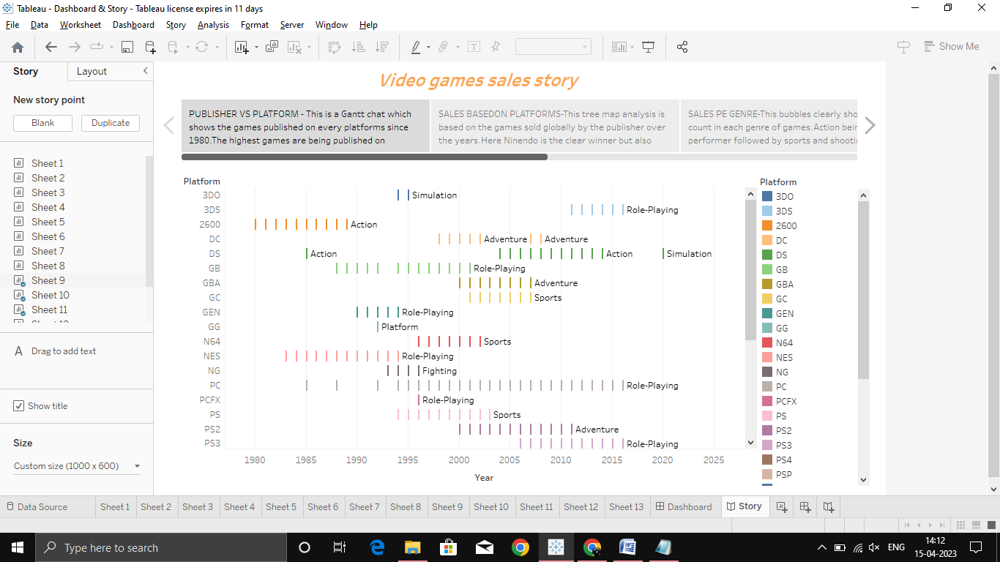 Tableau - Dashboard & Story - Tableau license expires in 11 days
File Data Worksheet Dashboard Story Analysis Format Server Window Help
Show Me
Story Layout
New story point
Blank Duplicate
Sheet 1
Sheet 2
Sheet 3
Sheet 4
Sheet 5
Sheet 6
Sheet 7
Sheet 8
Sheet 9
Sheet 10
Sheet 11
A Drag to add text
Show title
Size
Custom size (1000 x 600)
Video games sales story
PUBLISHER VS PLATFORM - This is a Gantt chat which
shows the games published on every platforms since
1980.The highest games are being published on
SALES BASEDON PLATFORMS-This tree map analysis is
based on the games sold globally by the publisher over
the years.Here Ninendo is the clear winner but also
SALES PE GENRE-This bubbles clearly sho
count in each genre of games.Action bein
performer followed by sports and shootin
Platform
3DO Simulation
3DS Role-Playing
2600 Action
DC Adventure Adventure
DS Action Action Simulation
GB Role-Playing
GBA Adventure
GC Sports
GEN Role-Playing
GG Platform
N64 Sports
NES Role-Playing
NG Fighting
PC Role-Playing
PCFX Role-Playing
PS Sports
PS2 Adventure
PS3 Role-Playing
1980 1985 1990 1995 2000 2005 2010 2015 2020 2025
Year
Platform
3DO
3DS
2600
DC
DS
GB
GBA
GC
GEN
GG
N64
NES
NG
PC
PCFX
PS
PS2
PS3
PS4
PSP
Data Source Sheet 1 Sheet 2 Sheet 3 Sheet 4 Sheet 5 Sheet 6 Sheet 7 Sheet 8 Sheet 9 Sheet 10 Sheet 11 Sheet 12 Sheet 13 Dashboard Story
Type here to search
ENG
14:12
15-04-2023